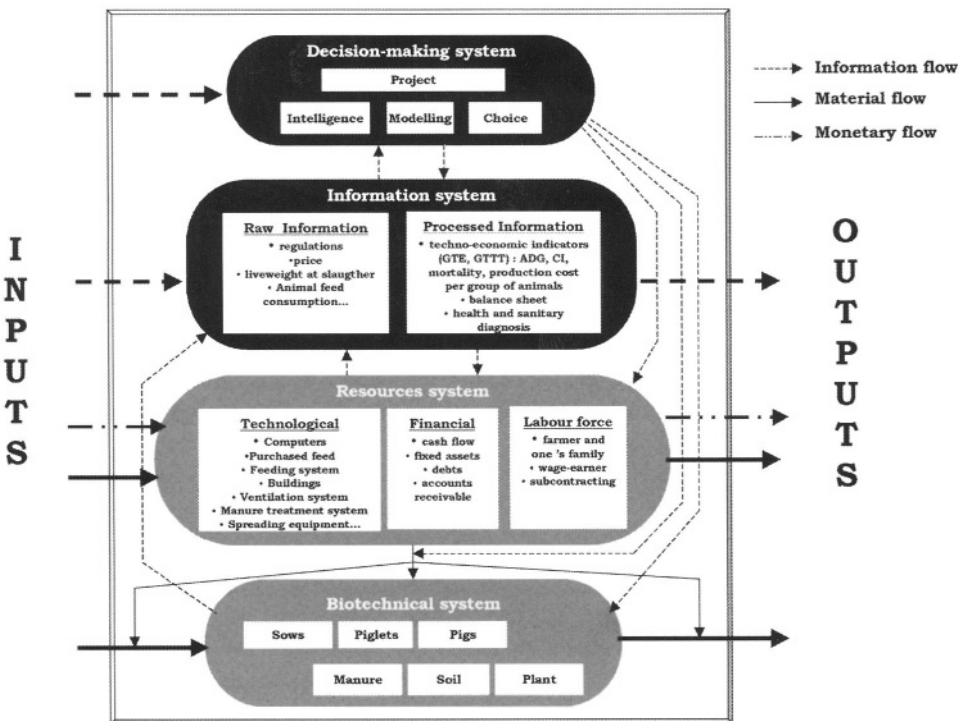 Decision-making system
Project
Intelligence
Modelling
Choice
Information flow
Material flow
Monetary flow
Information system
Raw Information
• regulations
•price
• liveweight at slaugther
• Animal feed
consumption...
Processed Information
• techno-economic indicators
(GTE, GTTT) : ADG, CI,
mortality, production cost
per group of animals
• balance sheet
• health and sanitary
diagnosis
INPUTS
OUTPUTS
Resources system
Technological
• Computers
•Purchased feed
• Feeding system
• Buildings
• Ventilation system
• Manure treatment system
• Spreading equipment...
Financial
• cash flow
• fixed assets
• debts
• accounts
receivable
Labour force
• farmer and
one 's family
• wage-earner
• subcontracting
Biotechnical system
Sows
Piglets
Pigs
Manure
Soil
Plant